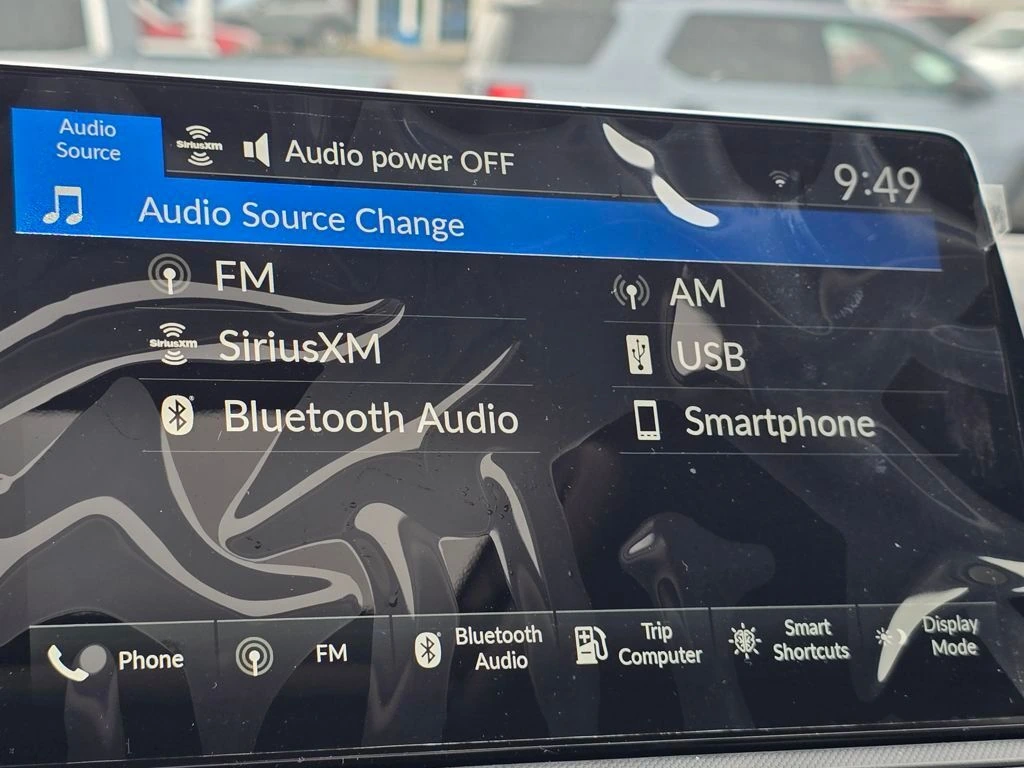 Audio
Source
SiriusXM
Audio power OFF
9:49
Audio Source Change
FM
AM
SiriusXM
SiriusXM
USB
Bluetooth Audio
Smartphone
Phone
FM
Bluetooth
Audio
Trip
Computer
Smart
Shortcuts
Display
Mode